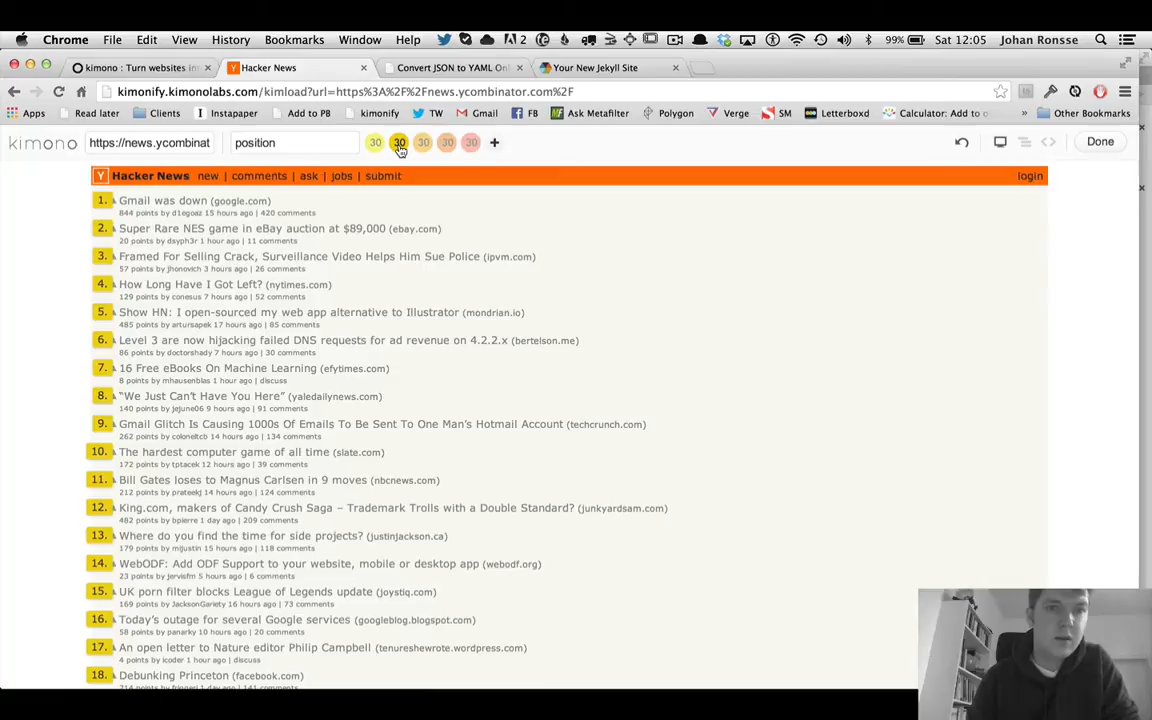 Chrome File Edit View History Bookmarks Window Help 2 99% Sat 12:05 Johan Ronsse
kimono : Turn websites in Hacker News Convert JSON to YAML Onl Your New Jekyll Site
kimonify.kimonolabs.com/kimload?url=https%3A%2F%2Fnews.ycombinator.com%2F
Apps Read later Clients Instapaper Add to PB kimonify TW Gmail FB Ask Metafilter Polygon Verge SM Letterboxd Calculation: Add to o » Other Bookmarks
kimono https://news.ycombinat position 30 30 30 30 30 + Done
Y Hacker News new | comments | ask | jobs | submit login
1. Gmail was down (google.com)
844 points by d1egoaz 15 hours ago | 420 comments
2. Super Rare NES game in eBay auction at $89,000 (ebay.com)
20 points by dsyph3r 1 hour ago | 11 comments
3. Framed For Selling Crack, Surveillance Video Helps Him Sue Police (ipvm.com)
57 points by jhonovich 3 hours ago | 26 comments
4. How Long Have I Got Left? (nytimes.com)
129 points by conesus 7 hours ago | 52 comments
5. Show HN: I open-sourced my web app alternative to Illustrator (mondrian.io)
485 points by artursapek 17 hours ago | 85 comments
6. Level 3 are now hijacking failed DNS requests for ad revenue on 4.2.2.x (bertelson.me)
86 points by doctorshady 7 hours ago | 30 comments
7. 16 Free eBooks On Machine Learning (efytimes.com)
8 points by mhausenblas 1 hour ago | discuss
8. “We Just Can’t Have You Here” (yaledailynews.com)
140 points by jejune06 9 hours ago | 91 comments
9. Gmail Glitch Is Causing 1000s Of Emails To Be Sent To One Man’s Hotmail Account (techcrunch.com)
262 points by coloneltcb 14 hours ago | 134 comments
10. The hardest computer game of all time (slate.com)
172 points by tptacek 12 hours ago | 39 comments
11. Bill Gates loses to Magnus Carlsen in 9 moves (nbcnews.com)
212 points by prateekj 14 hours ago | 124 comments
12. King.com, makers of Candy Crush Saga – Trademark Trolls with a Double Standard? (junkyardsam.com)
482 points by bpierre 1 day ago | 209 comments
13. Where do you find the time for side projects? (justinjackson.ca)
179 points by mijustin 15 hours ago | 118 comments
14. WebODF: Add ODF Support to your website, mobile or desktop app (webodf.org)
23 points by jervisfm 5 hours ago | 6 comments
15. UK porn filter blocks League of Legends update (joystiq.com)
169 points by JacksonGariety 16 hours ago | 73 comments
16. Today’s outage for several Google services (googleblog.blogspot.com)
58 points by panarky 10 hours ago | 20 comments
17. An open letter to Nature editor Philip Campbell (tenureshewrote.wordpress.com)
4 points by icoder 1 hour ago | discuss
18. Debunking Princeton (facebook.com)